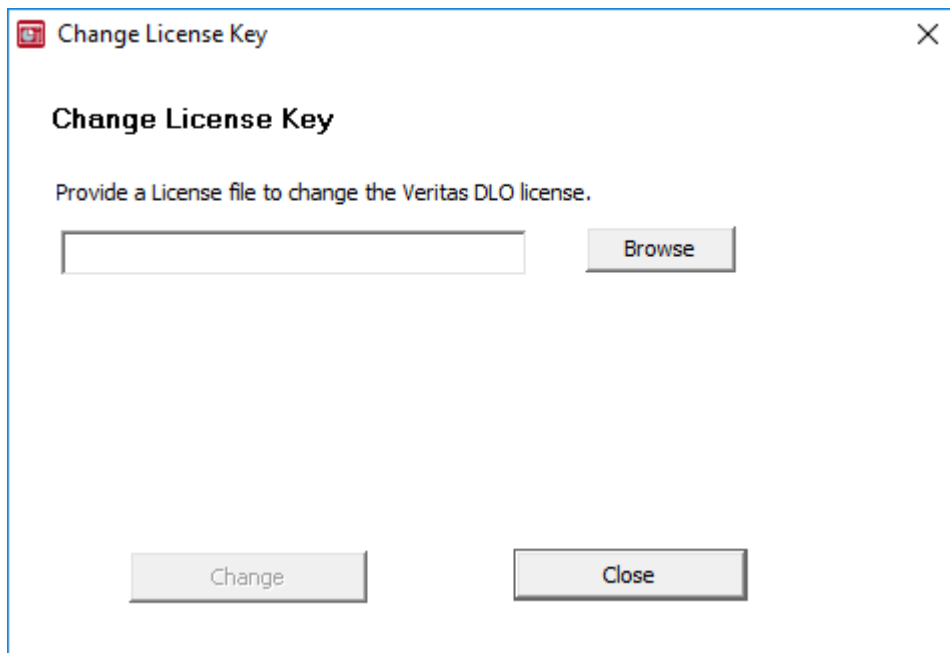 Change License Key
Change License Key
Provide a License file to change the Veritas DLO license.
Browse
Change
Close